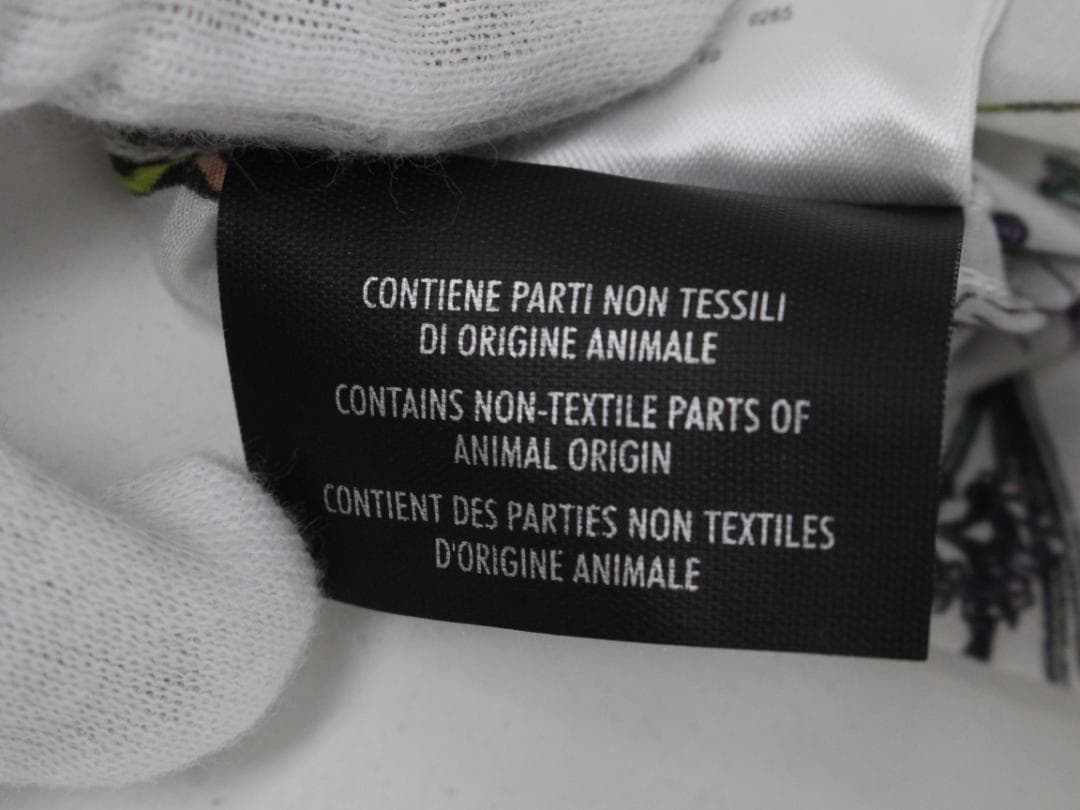 0265
CONTIENE PARTI NON TESSILI
DI ORIGINE ANIMALE
CONTAINS NON-TEXTILE PARTS OF
ANIMAL ORIGIN
CONTIENT DES PARTIES NON TEXTILES
D'ORIGINE ANIMALE